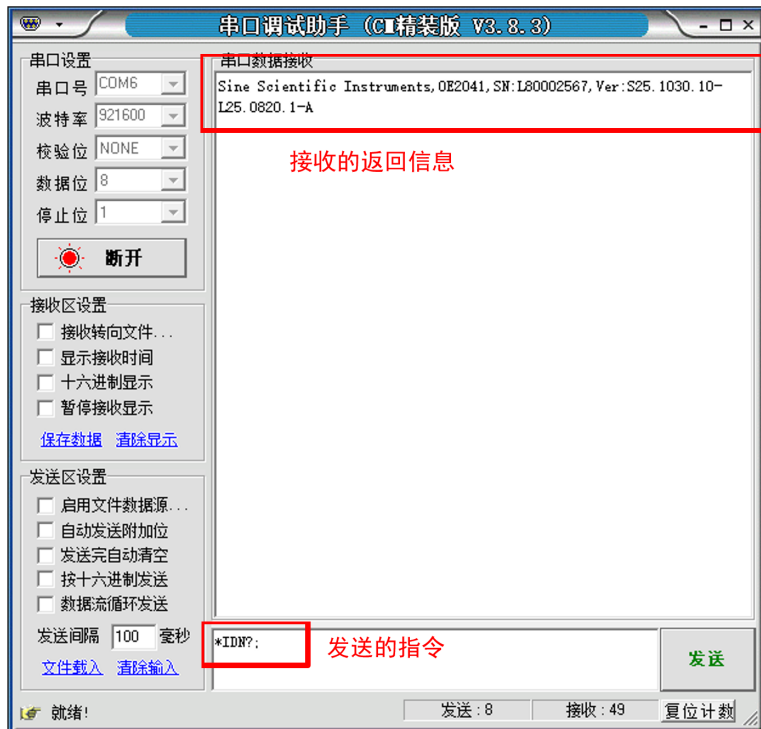 串口调试助手 (CM精装版 V3.8.3)
串口设置
串口号 COM6
波特率 921600
校验位 NONE
数据位 8
停止位 1
断开
接收区设置
接收转向文件...
显示接收时间
十六进制显示
暂停接收显示
保存数据 清除显示
发送区设置
启用文件数据源...
自动发送附加位
发送完自动清空
按十六进制发送
数据流循环发送
发送间隔 100 毫秒
文件载入 清除输入
串口数据接收
Sine Scientific Instruments,OE2041,SN:L80002567,Ver:S25.1030.10-
L25.0820.1-A
接收的返回信息
*IDN?;
发送的指令
发送
就绪!
发送:8
接收:49
复位计数